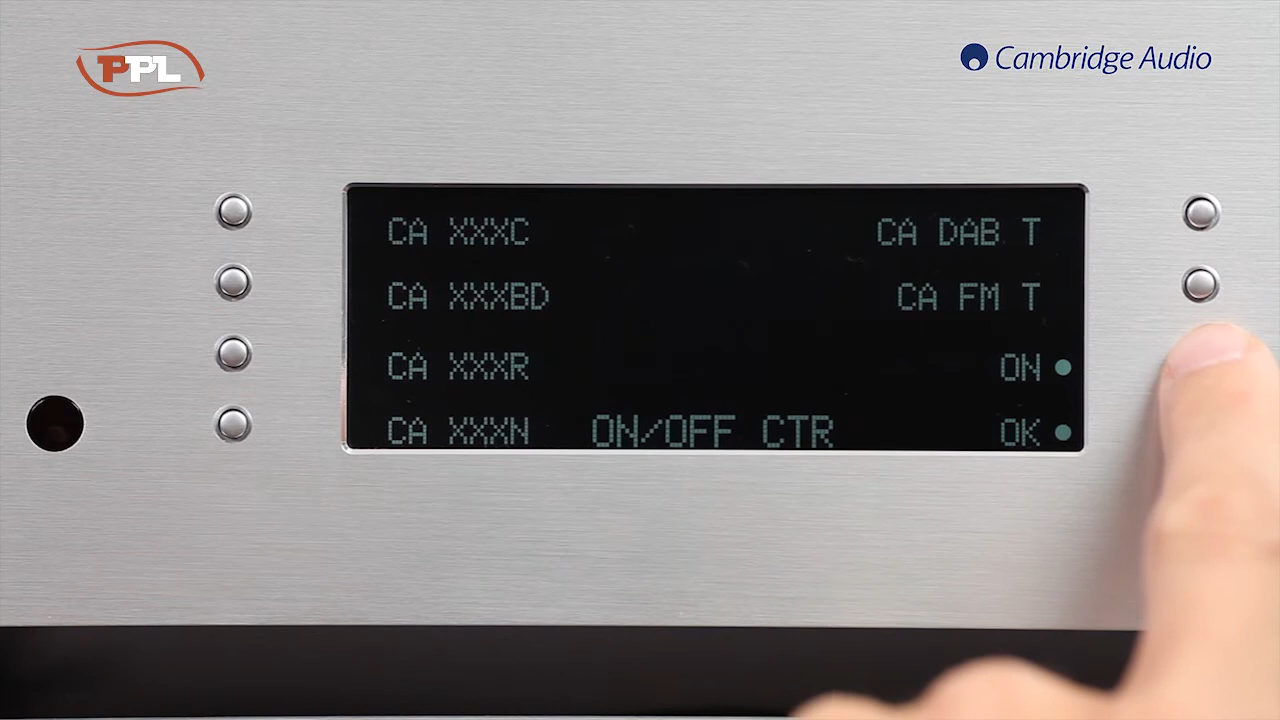 PPL
Cambridge Audio
CA XXXC CA DAB T
CA XXXBD CA FM T
CA XXXR ON
CA XXXN ON/OFF CTR OK